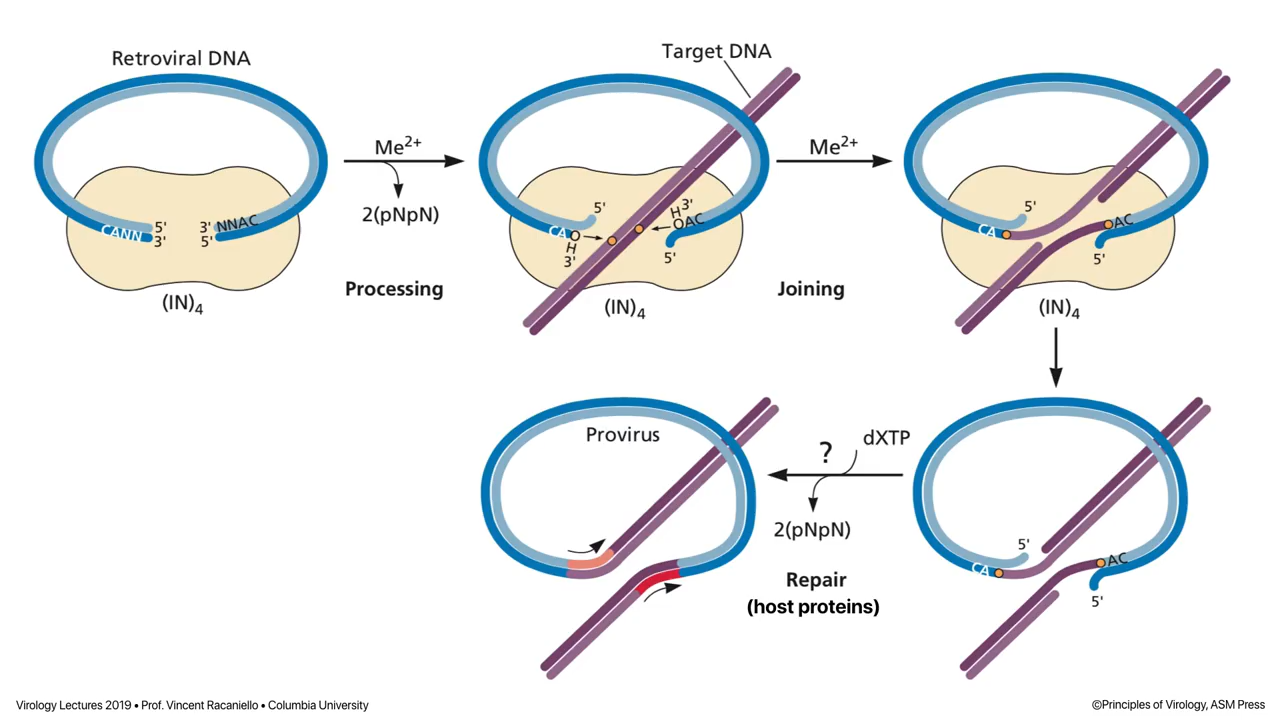 Retroviral DNA
CANN
5'
3'
3'
5'
NNAC
(IN)₄
Me²⁺
2(pNpN)
Processing
Target DNA
5'
CA
H
3'
H
3'
OAC
5'
(IN)₄
Me²⁺
Joining
5'
CA
AC
5'
(IN)₄
Provirus
?
dXTP
2(pNpN)
Repair
(host proteins)
5'
CA
AC
5'
Virology Lectures 2019 • Prof. Vincent Racaniello • Columbia University
©Principles of Virology, ASM Press